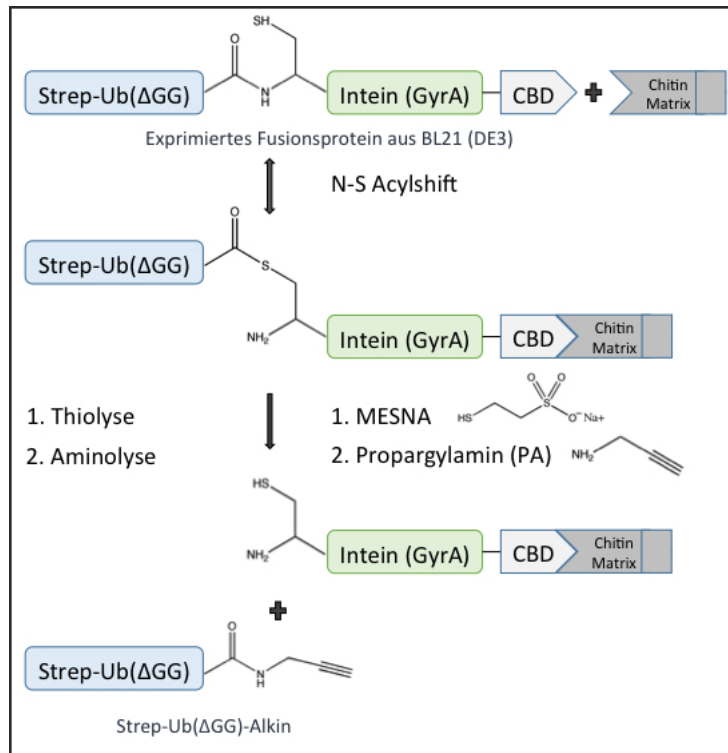 SH
O
N
H
Strep-Ub(ΔGG)
Intein (GyrA)
CBD
Chitin
Matrix
Exprimiertes Fusionsprotein aus BL21 (DE3)
N-S Acylshift
O
S
Strep-Ub(ΔGG)
NH₂
Intein (GyrA)
CBD
Chitin
Matrix
1. Thiolyse
2. Aminolyse
1. MESNA
HS
O
O
S
O⁻ Na+
2. Propargylamin (PA)
NH₂
HS
NH₂
Intein (GyrA)
CBD
Chitin
Matrix
O
N
H
Strep-Ub(ΔGG)
Strep-Ub(ΔGG)-Alkin